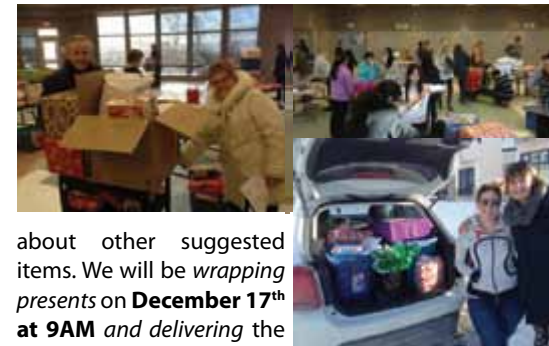 about other suggested
items. We will be wrapping
presents on December 17th
at 9AM and delivering the